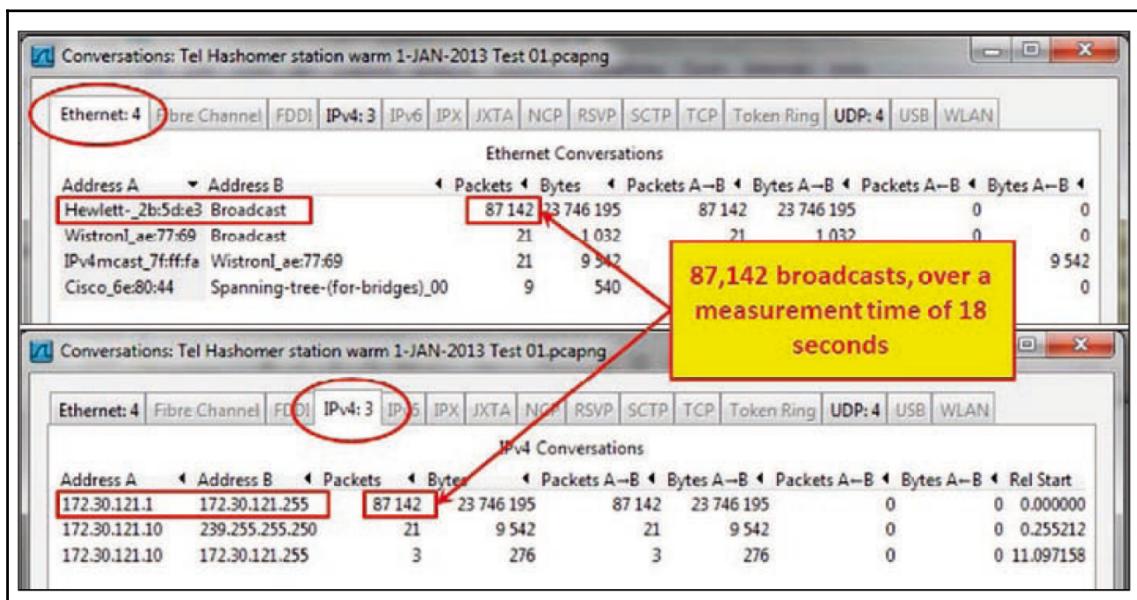 Conversations: Tel Hashomer station warm 1-JAN-2013 Test 01.pcapng
Ethernet: 4 Fibre Channel FDDI IPv4: 3 IPv6 IPX JXTA NCP RSVP SCTP TCP Token Ring UDP: 4 USB WLAN
Ethernet Conversations
Address A Address B Packets Bytes Packets A→B Bytes A→B Packets A←B Bytes A←B
Hewlett-_2b:5d:e3 Broadcast 87 142 23 746 195 87 142 23 746 195 0 0
WistronI_ae:77:69 Broadcast 21 1 032 21 1 032 0 0
IPv4mcast_7f:ff:fa WistronI_ae:77:69 21 9 542 9 542
Cisco_6e:80:44 Spanning-tree-(for-bridges)_00 9 540 0
87,142 broadcasts, over a
measurement time of 18
seconds
Conversations: Tel Hashomer station warm 1-JAN-2013 Test 01.pcapng
Ethernet: 4 Fibre Channel FDDI IPv4: 3 IPv6 IPX JXTA NCP RSVP SCTP TCP Token Ring UDP: 4 USB WLAN
IPv4 Conversations
Address A Address B Packets Bytes Packets A→B Bytes A→B Packets A←B Bytes A←B Rel Start
172.30.121.1 172.30.121.255 87 142 23 746 195 87 142 23 746 195 0 0 0.000000
172.30.121.10 239.255.255.250 21 9 542 21 9 542 0 0 0.255212
172.30.121.10 172.30.121.255 3 276 3 276 0 0 11.097158